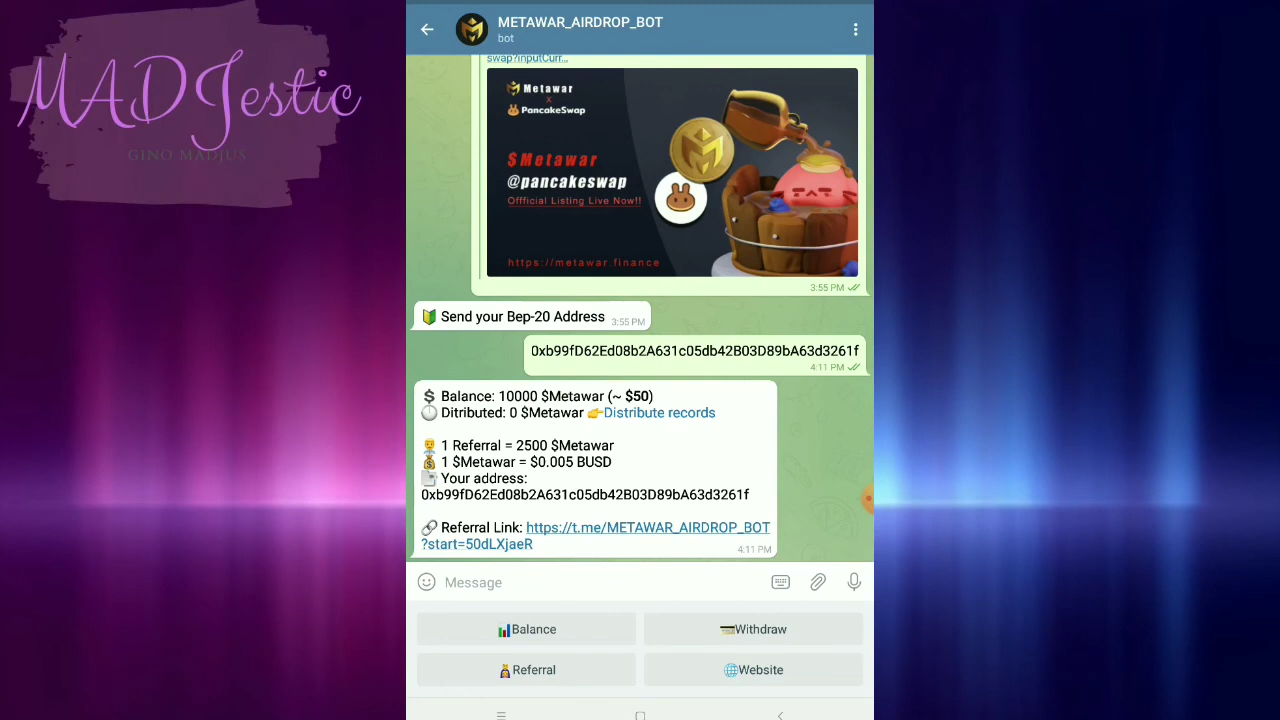 MADJestic
GINO MADJUS
METAWAR_AIRDROP_BOT
bot
swap?inputCurr...
Metawar
X
PancakeSwap
$Metawar
@pancakeswap
Offficial Listing Live Now!!
https://metawar.finance
3:55 PM
Send your Bep-20 Address
3:55 PM
0xb99fD62Ed08b2A631c05db42B03D89bA63d3261f
4:11 PM
Balance: 10000 $Metawar (~ $50)
Ditributed: 0 $Metawar 👉Distribute records
1 Referral = 2500 $Metawar
1 $Metawar = $0.005 BUSD
Your address:
0xb99fD62Ed08b2A631c05db42B03D89bA63d3261f
Referral Link: https://t.me/METAWAR_AIRDROP_BOT
?start=50dLXjaeR
4:11 PM
Message
Balance
Withdraw
Referral
Website